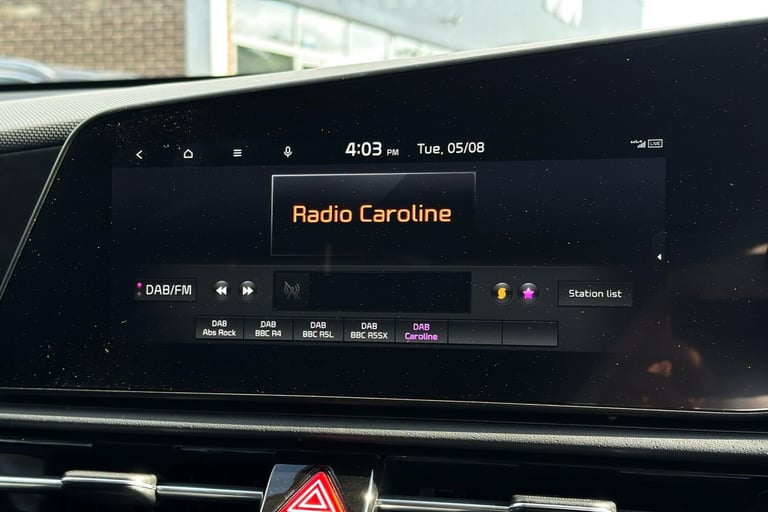 4:03 PM Tue, 05/08
LIVE
Radio Caroline
DAB/FM
Station list
DAB
Abs Rock
DAB
BBC R4
DAB
BBC R5L
DAB
BBC R5SX
DAB
Caroline